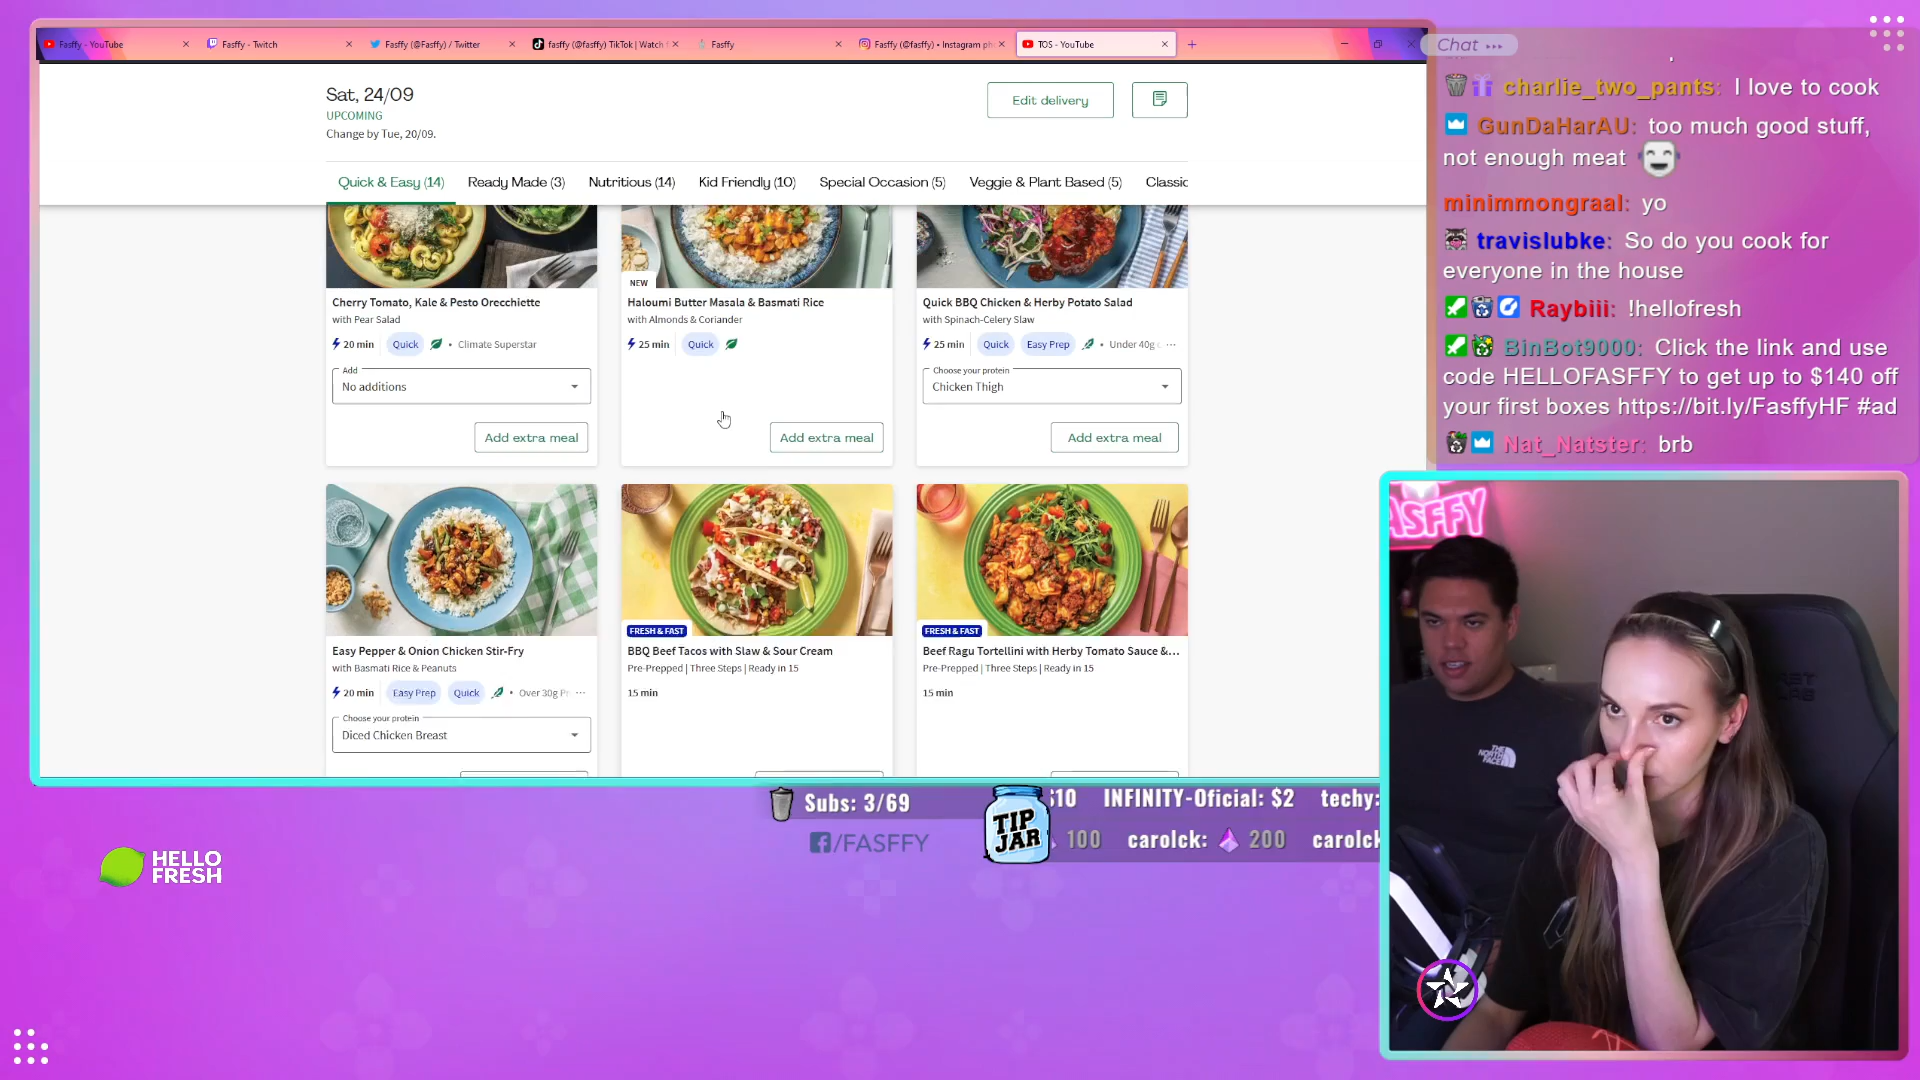 Fasffy - YouTube
Fasffy - Twitch
Fasffy (@Fasffy) / Twitter
fasffy (@fasffy) TikTok | Watch f
Fasffy
Fasffy (@fasffy) • Instagram ph
TOS - YouTube
Sat, 24/09
UPCOMING
Change by Tue, 20/09.
Edit delivery
Quick & Easy (14)
Ready Made (3)
Nutritious (14)
Kid Friendly (10)
Special Occasion (5)
Veggie & Plant Based (5)
Classic
NEW
Cherry Tomato, Kale & Pesto Orecchiette
with Pear Salad
20 min Quick • Climate Superstar
Add
No additions
Add extra meal
Haloumi Butter Masala & Basmati Rice
with Almonds & Coriander
25 min Quick
Add extra meal
Quick BBQ Chicken & Herby Potato Salad
with Spinach-Celery Slaw
25 min Quick Easy Prep • Under 40g c ...
Choose your protein
Chicken Thigh
Add extra meal
Easy Pepper & Onion Chicken Stir-Fry
with Basmati Rice & Peanuts
20 min Easy Prep Quick • Over 30g Pr ...
Choose your protein
Diced Chicken Breast
FRESH & FAST
BBQ Beef Tacos with Slaw & Sour Cream
Pre-Prepped | Three Steps | Ready in 15
15 min
FRESH & FAST
Beef Ragu Tortellini with Herby Tomato Sauce &...
Pre-Prepped | Three Steps | Ready in 15
15 min
Chat
charlie_two_pants: I love to cook
GunDaHarAU: too much good stuff,
not enough meat
minimmongraal: yo
travislubke: So do you cook for
everyone in the house
Raybiii: !hellofresh
BinBot9000: Click the link and use
code HELLOFASFFY to get up to $140 off
your first boxes https://bit.ly/FasffyHF #ad
Nat_Natster: brb
ASFFY
THE
NORTH
FACE
Subs: 3/69
/FASFFY
TIP
JAR
$10 INFINITY-Oficial: $2 techy:
100 carolck: 200 carolck
HELLO
FRESH